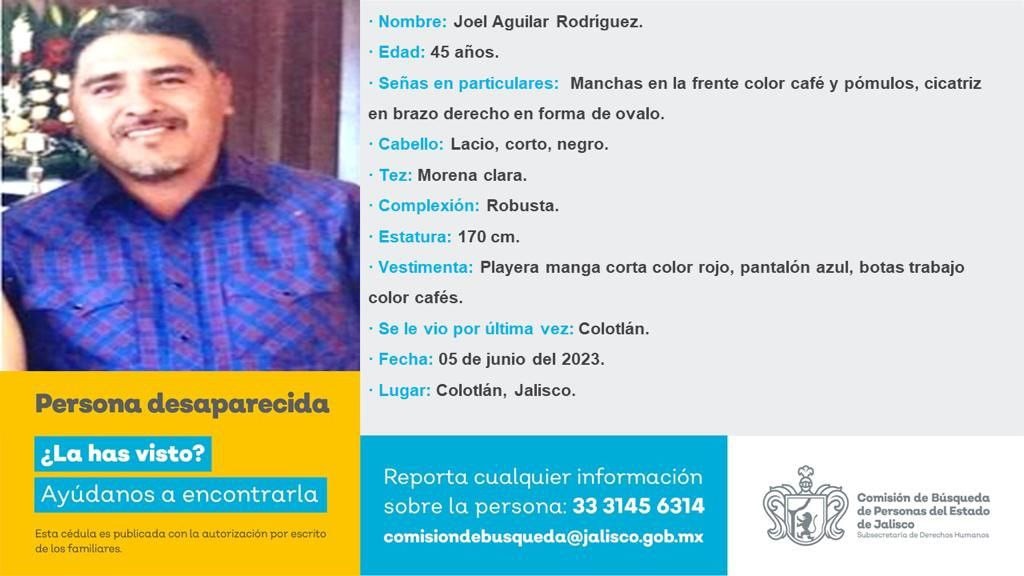 · Nombre: Joel Aguilar Rodríguez.
· Edad: 45 años.
· Señas en particulares: Manchas en la frente color café y pómulos, cicatriz
en brazo derecho en forma de ovalo.
· Cabello: Lacio, corto, negro.
· Tez: Morena clara.
· Complexión: Robusta.
· Estatura: 170 cm.
· Vestimenta: Playera manga corta color rojo, pantalón azul, botas trabajo
color cafés.
· Se le vio por última vez: Colotlán.
· Fecha: 05 de junio del 2023.
· Lugar: Colotlán, Jalisco.
Persona desaparecida
¿La has visto?
Ayúdanos a encontrarla
Esta cédula es publicada con la autorización por escrito
de los familiares.
Reporta cualquier información
sobre la persona: 33 3145 6314
comisiondebusqueda@jalisco.gob.mx
Comisión de Búsqueda
de Personas del Estado
de Jalisco
Subsecretaría de Derechos Humanos